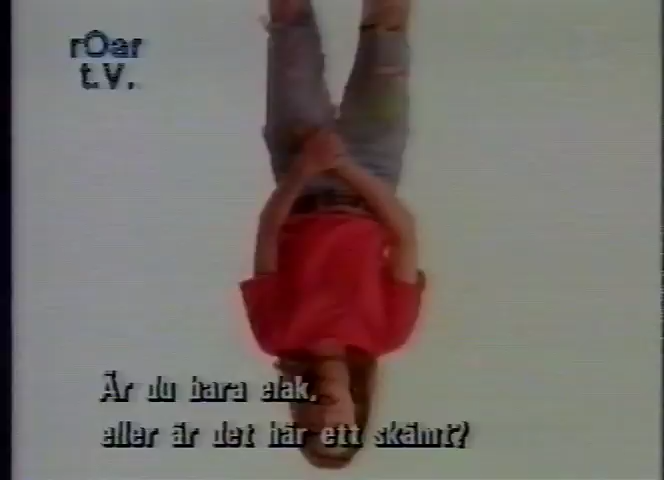 rOar
t.V.
Är du bara elak,
eller är det här ett skämt?